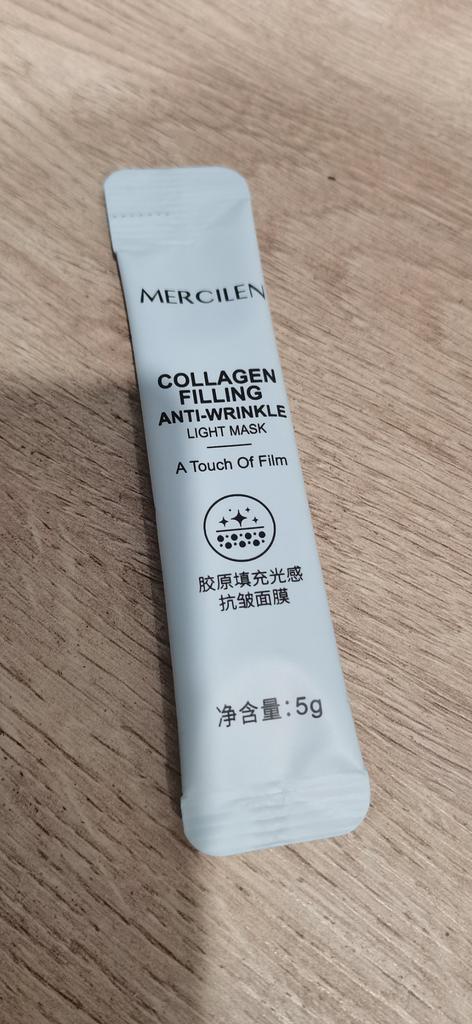 MERCILEN
COLLAGEN
FILLING
ANTI-WRINKLE
LIGHT MASK
A Touch Of Film
胶原填充光感
抗皱面膜
净含量:5g